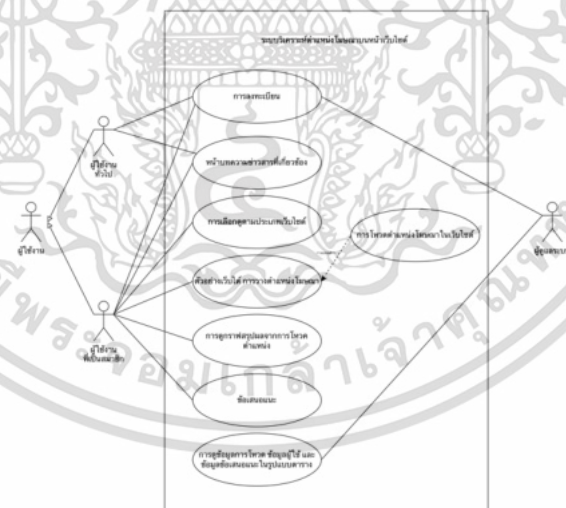 ระบบวิเคราะห์ตำแหน่งโฆษณาบนหน้าเว็บไซต์
การลงทะเบียน
ผู้ใช้งาน
ทั่วไป
หน้าบทความข่าวสารที่เกี่ยวข้อง
ผู้ใช้งาน
การเลือกดูตามประเภทเว็บไซต์
การโหวตตำแหน่งโฆษณาในเว็บไซต์
ผู้ดูแลระบบ
ตัวอย่างเว็บไซต์ การวางตำแหน่งโฆษณา
ผู้ใช้งาน
ที่เป็นสมาชิก
การดูกราฟสรุปผลจากการโหวต
ตำแหน่ง
ข้อเสนอแนะ
การดูข้อมูลการโหวต ข้อมูลผู้ใช้ และ
ข้อมูลข้อเสนอแนะในรูปแบบตาราง